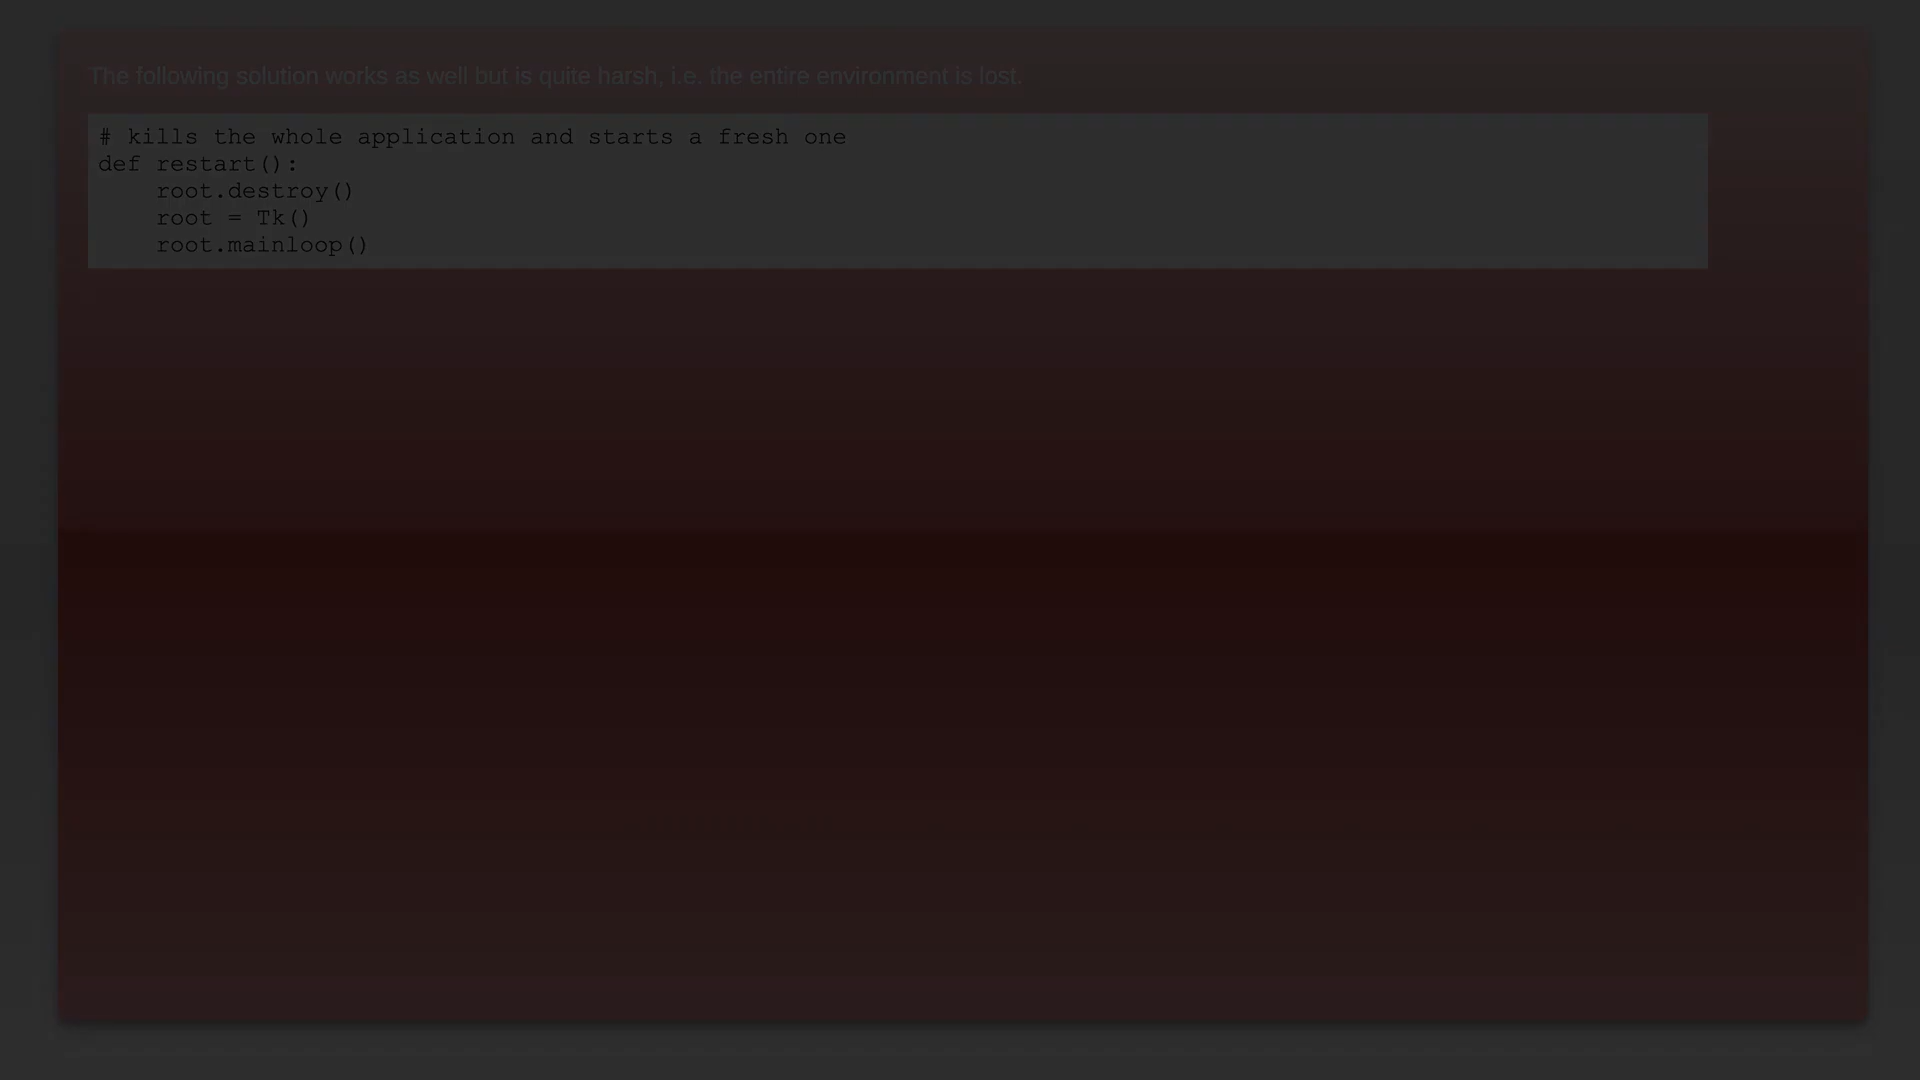 The following solution works as well but is quite harsh, i.e. the entire environment is lost.
# kills the whole application and starts a fresh one
def restart():
    root.destroy()
    root = Tk()
    root.mainloop()